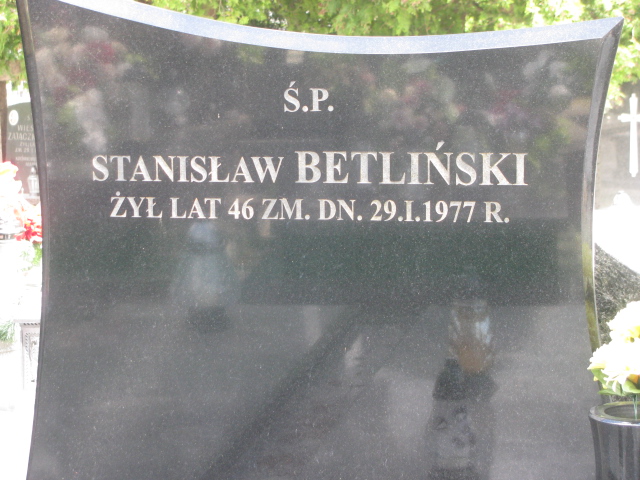 Ś.P.
STANISŁAW BETLIŃSKI
ŻYŁ LAT 46 ZM. DN. 29.I.1977 R.